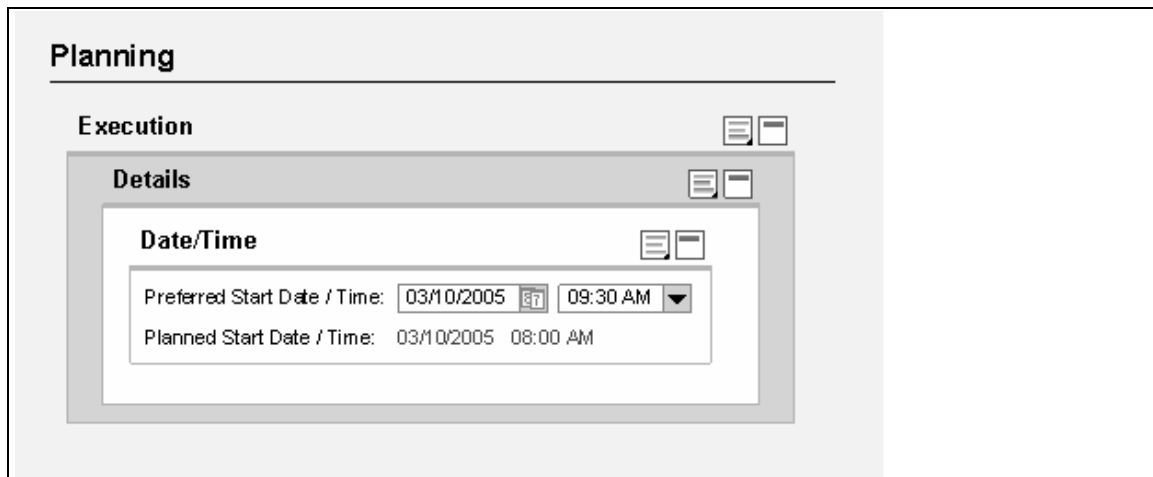 Planning
Execution
Details
Date/Time
Preferred Start Date / Time: 03/10/2005 09:30 AM
Planned Start Date / Time: 03/10/2005 08:00 AM